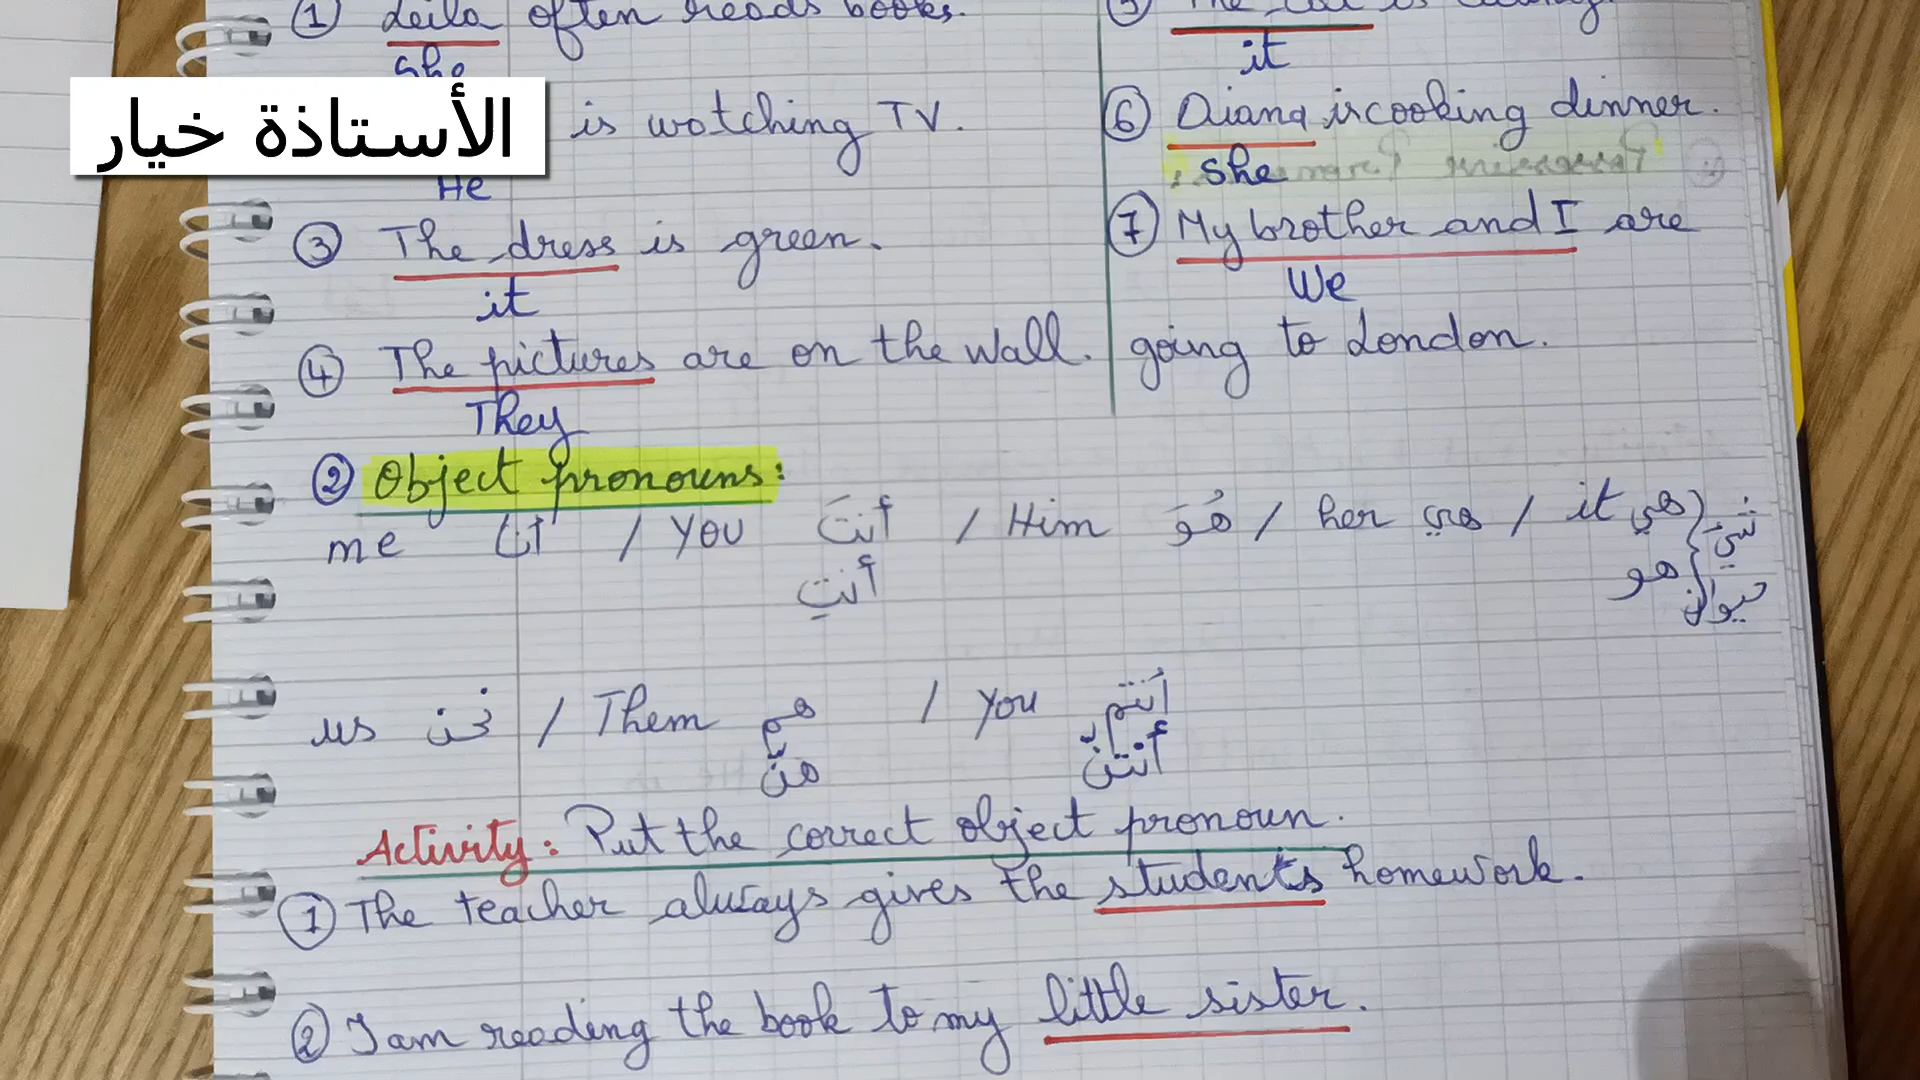 ① Leila often reads books.
She
الأستاذة خيار
is watching TV.
He
③ The dress is green.
it
④ The pictures are on the wall.
They
it
⑥ Diana is cooking dinner.
she
⑦ My brother and I are
We
going to London.
② Object pronouns:
me أنا / you أنتَ / Him هُوَ / her هي / it هي شيء
أنتِ هو حيوان
us نحن / Them هم / you أنتم
هنّ أنتنّ
Activity: Put the correct object pronoun.
① The teacher always gives the students homework.
② I am reading the book to my little sister.